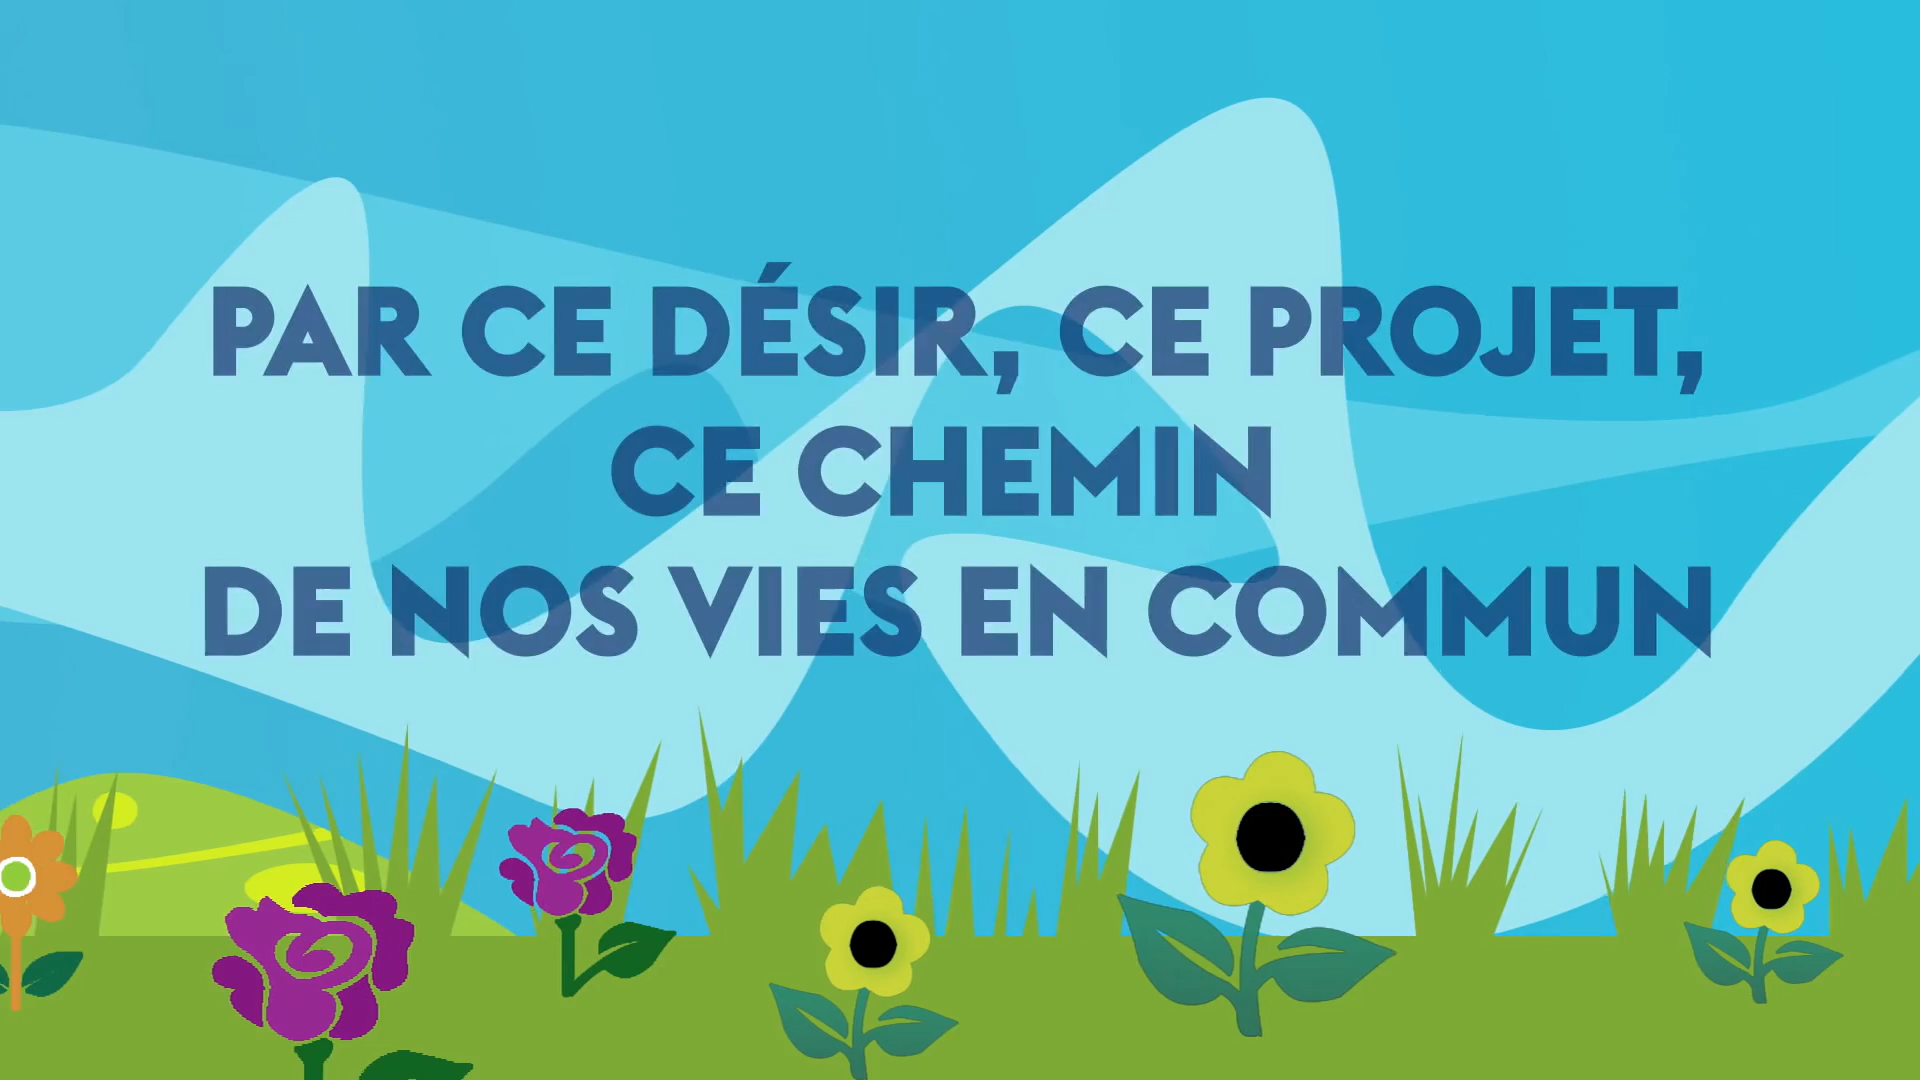 PAR CE DÉSIR, CE PROJET,
CE CHEMIN
DE NOS VIES EN COMMUN